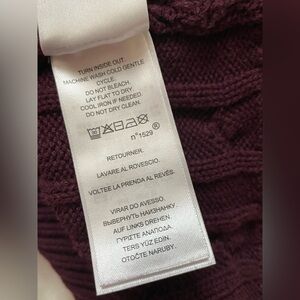 TURN INSIDE OUT.
MACHINE WASH COLD GENTLE
CYCLE.
DO NOT BLEACH.
LAY FLAT TO DRY.
COOL IRON IF NEEDED.
DO NOT DRY CLEAN.
n°1529 ®
RETOURNER.
LAVARE AL ROVESCIO.
VOLTEE LA PRENDA AL REVÉS.
VIRAR DO AVESSO.
ВЫВЕРНУТЬ НАИЗНАНКУ.
AUF LINKS DREHEN.
ΓΥΡΙΣΤΕ ΑΝΑΠΟΔΑ.
TERS YÜZ EDİN.
OTOČTE NARUBY.